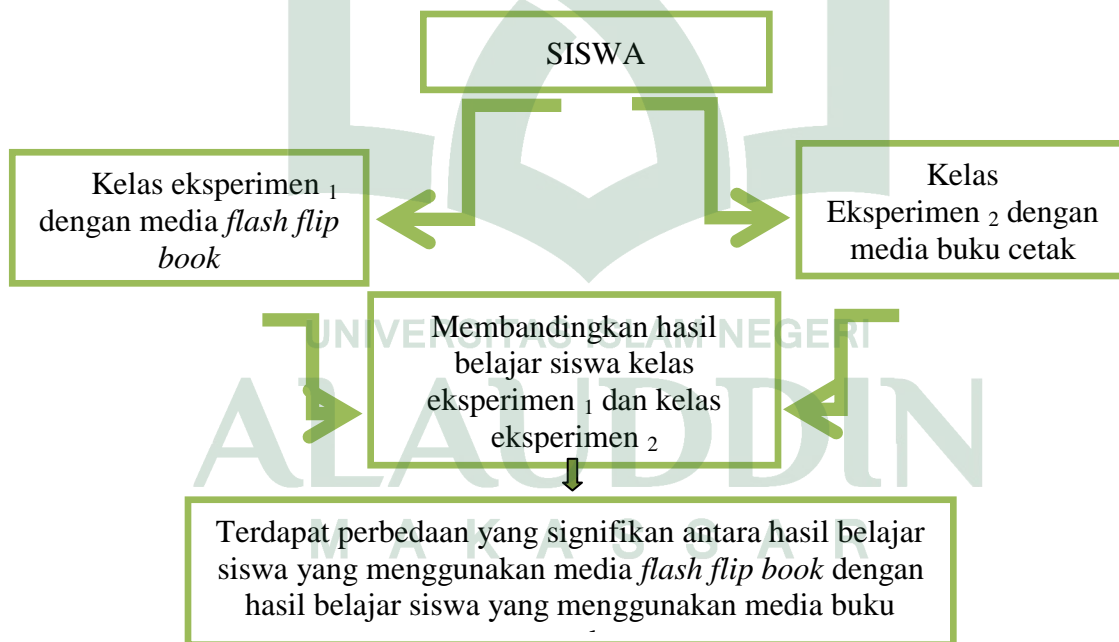 SISWA
Kelas eksperimen ₁
dengan media flash flip
book
Kelas
Eksperimen ₂ dengan
media buku cetak
UNIVERSITAS ISLAM NEGERI
Membandingkan hasil
belajar siswa kelas
eksperimen ₁ dan kelas
eksperimen ₂
ALAUDDIN
MAKASSAR
Terdapat perbedaan yang signifikan antara hasil belajar
siswa yang menggunakan media flash flip book dengan
hasil belajar siswa yang menggunakan media buku